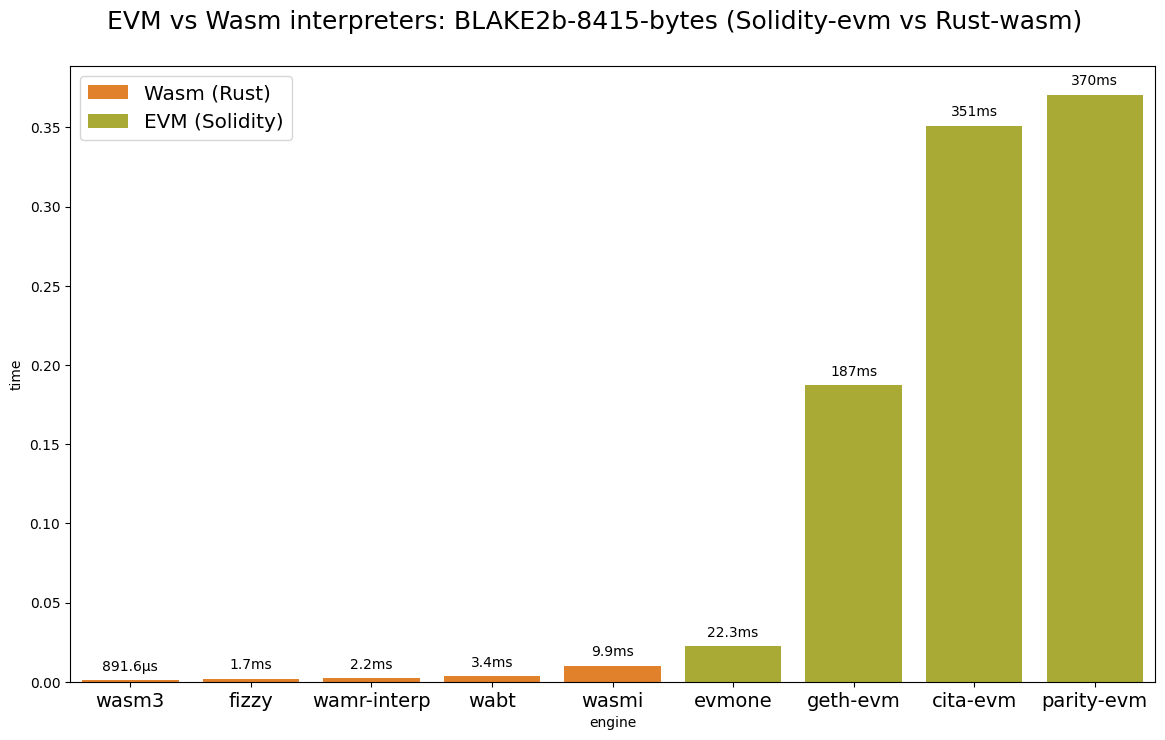 EVM vs Wasm interpreters: BLAKE2b-8415-bytes (Solidity-evm vs Rust-wasm)
Wasm (Rust)
EVM (Solidity)
370ms
351ms
187ms
22.3ms
9.9ms
3.4ms
2.2ms
1.7ms
891.6µs
0.35
0.30
0.25
0.20
0.15
0.10
0.05
0.00
time
wasm3 fizzy wamr-interp wabt wasmi evmone geth-evm cita-evm parity-evm
engine